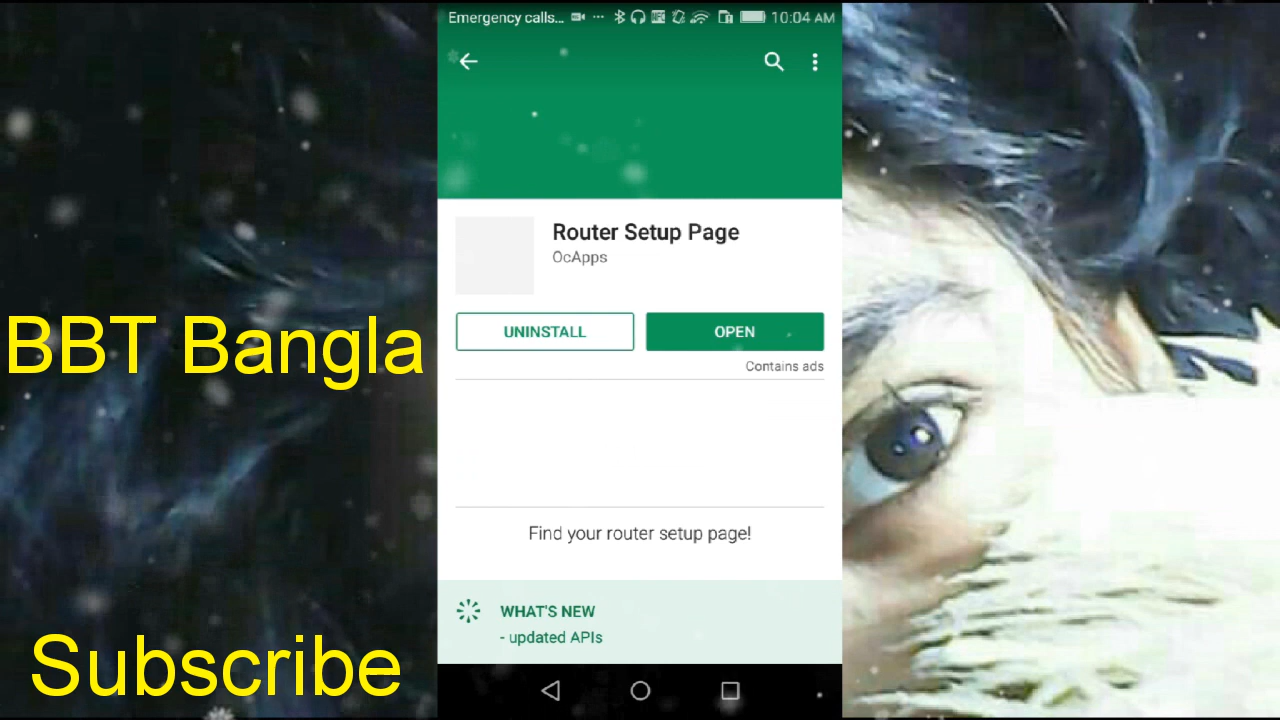 Emergency calls... 10:04 AM
Router Setup Page
OcApps
UNINSTALL OPEN
Contains ads
BBT Bangla
Find your router setup page!
WHAT'S NEW
- updated APIs
Subscribe